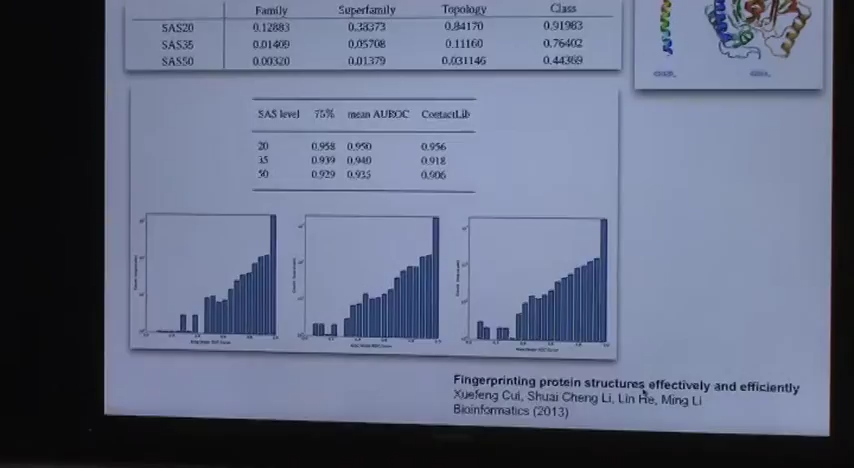 Family Superfamily Topology Class
SAS20 0.12883 0.38373 0.84170 0.91983
SAS35 0.01409 0.05708 0.11160 0.76402
SAS50 0.00320 0.01379 0.031146 0.44369
SAS level 75% mean AUROC ContactLib
20 0.958 0.950 0.956
35 0.939 0.940 0.918
50 0.929 0.935 0.906
Fingerprinting protein structures effectively and efficiently
Xuefeng Cui, Shuai Cheng Li, Lin He, Ming Li
Bioinformatics (2013)